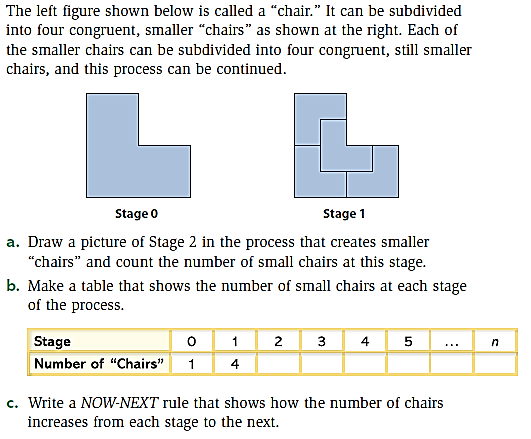 The left figure shown below is called a “chair.” It can be subdivided
into four congruent, smaller “chairs” as shown at the right. Each of
the smaller chairs can be subdivided into four congruent, still smaller
chairs, and this process can be continued.
Stage 0
Stage 1
a. Draw a picture of Stage 2 in the process that creates smaller
“chairs” and count the number of small chairs at this stage.
b. Make a table that shows the number of small chairs at each stage
of the process.
Stage 0 1 2 3 4 5 ... n
Number of “Chairs” 1 4
c. Write a NOW-NEXT rule that shows how the number of chairs
increases from each stage to the next.